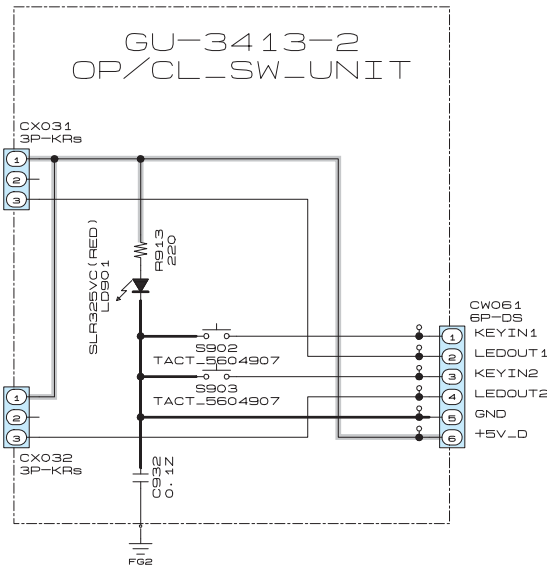 GU-3413-2
OP/CL_SW_UNIT
CX031
3P-KRs
1
2
3
R913
220
SLR325VC(RED)
LD901
S902
TACT_5604907
S903
TACT_5604907
CW061
6P-DS
1 KEYIN1
2 LEDOUT1
3 KEYIN2
4 LEDOUT2
5 GND
6 +5V_D
1
2
3
CX032
3P-KRs
C932
0.1Z
FG2